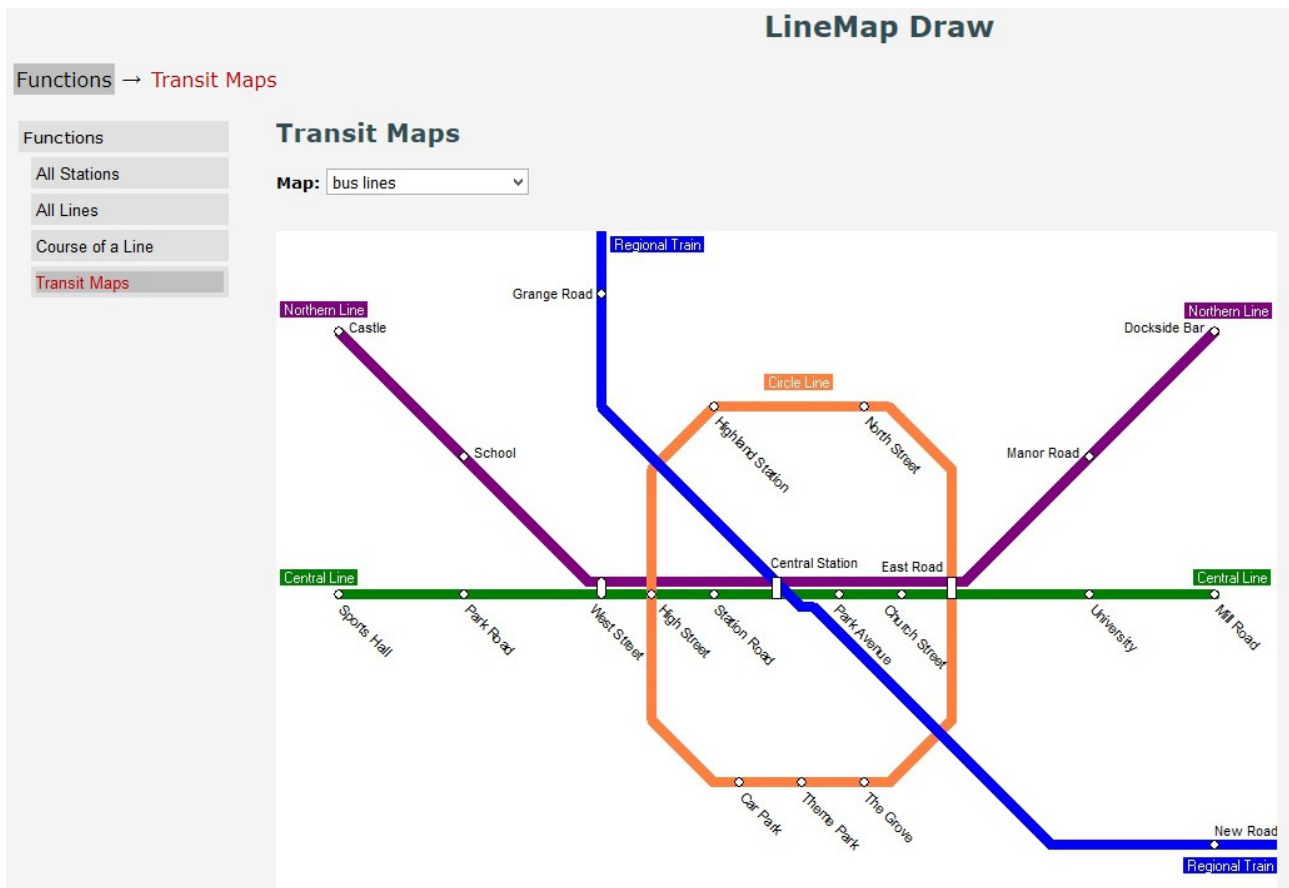 LineMap Draw
Functions → Transit Maps
Functions
All Stations
All Lines
Course of a Line
Transit Maps
Transit Maps
Map: bus lines
Regional Train
Grange Road
Northern Line
Castle
Northern Line
Dockside Bar
Circle Line
Highland Station
North Street
School
Manor Road
Central Station
East Road
Central Line
Central Line
Sports Hall
Park Road
West Street
High Street
Station Road
Park Avenue
Church Street
University
Mill Road
Car Park
Theme Park
The Grove
New Road
Regional Train